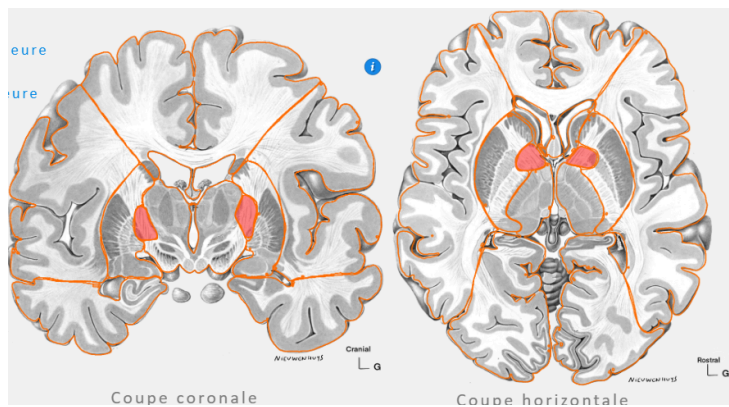 eure
eure
i
NIEUWENHUYS
Cranial
G
Coupe coronale
NIEUWENHUYS
Rostral
G
Coupe horizontale